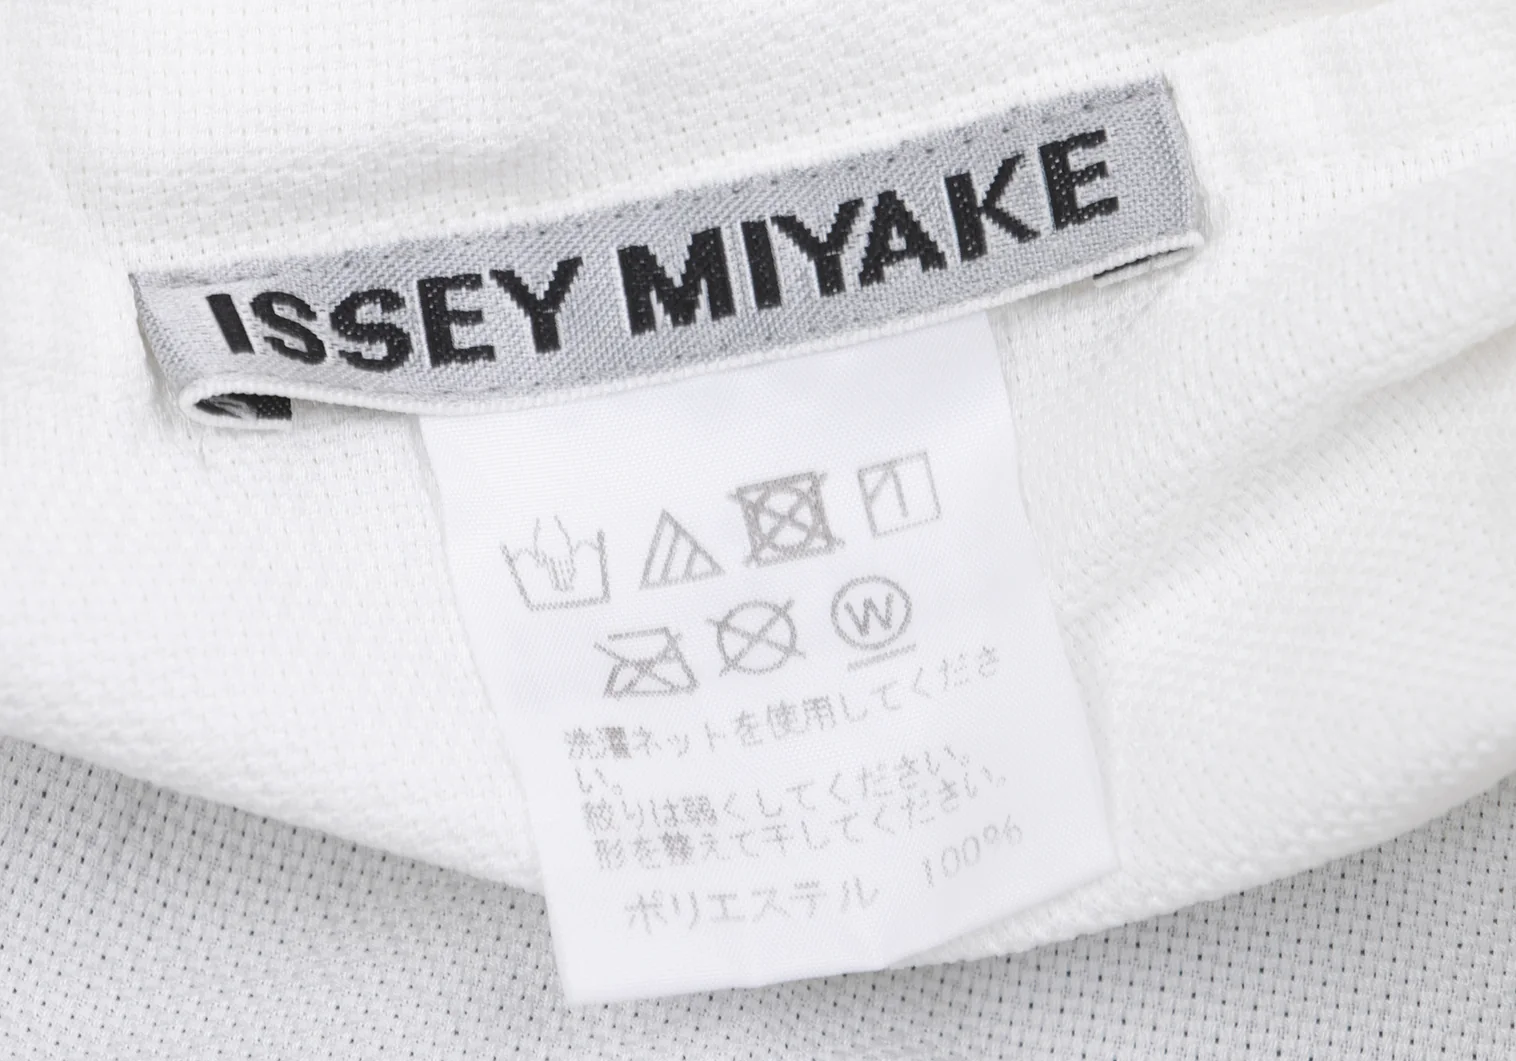 ISSEY MIYAKE
W
洗濯ネットを使用してくださ
い。
絞りは弱くしてください。
形を整えて干してください。
ポリエステル 100%